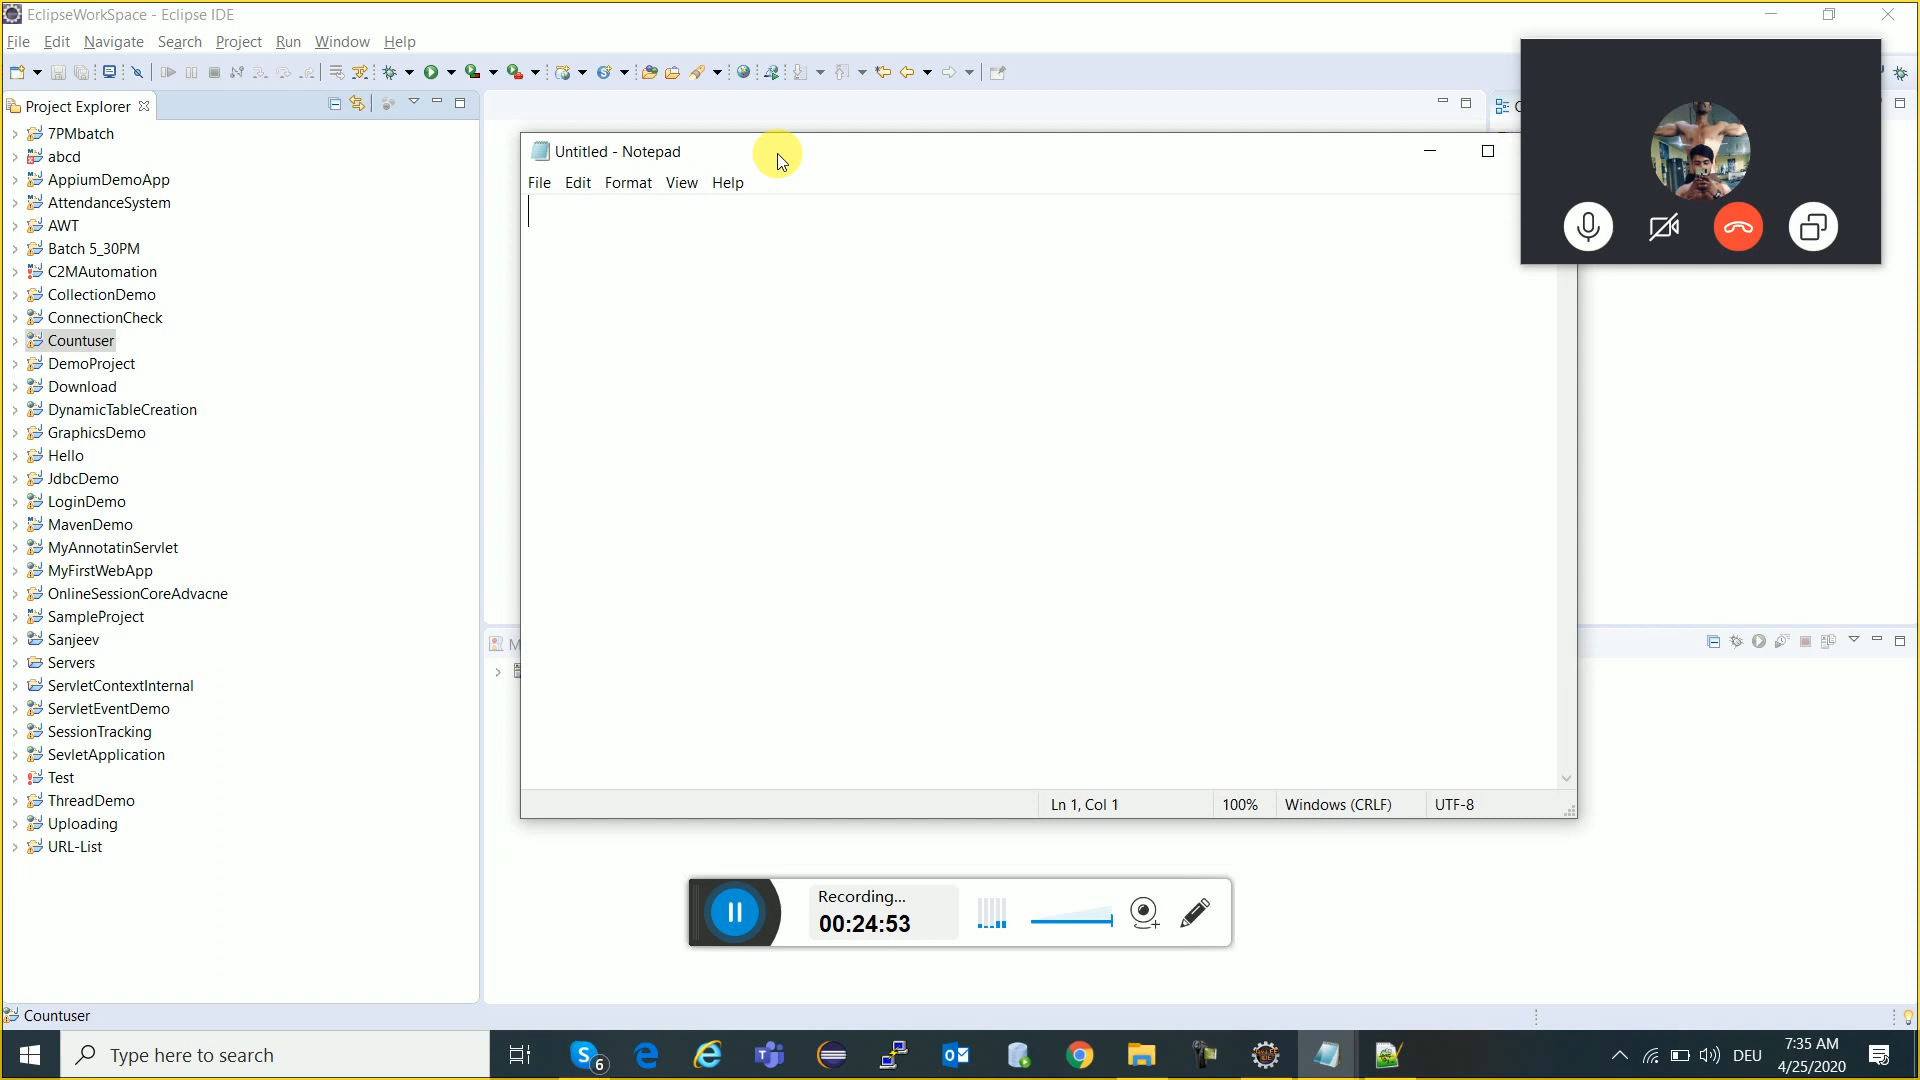 EclipseWorkSpace - Eclipse IDE
File Edit Navigate Search Project Run Window Help
Project Explorer
7PMbatch
abcd
AppiumDemoApp
AttendanceSystem
AWT
Batch 5_30PM
C2MAutomation
CollectionDemo
ConnectionCheck
Countuser
DemoProject
Download
DynamicTableCreation
GraphicsDemo
Hello
JdbcDemo
LoginDemo
MavenDemo
MyAnnotatinServlet
MyFirstWebApp
OnlineSessionCoreAdvacne
SampleProject
Sanjeev
Servers
ServletContextInternal
ServletEventDemo
SessionTracking
SevletApplication
Test
ThreadDemo
Uploading
URL-List
Untitled - Notepad
File Edit Format View Help
Ln 1, Col 1 100% Windows (CRLF) UTF-8
Recording...
00:24:53
Countuser
Type here to search
6
DEU
7:35 AM
4/25/2020